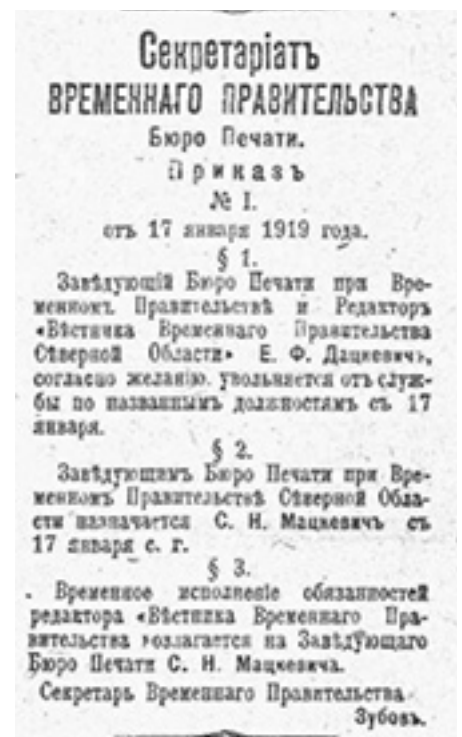 Секретаріатъ
ВРЕМЕННАГО ПРАВИТЕЛЬСТВА
Бюро Печати.
Приказъ
№ I.
отъ 17 января 1919 года.
§ 1.
Завѣдующій Бюро Печати при Вре-
менномъ Правительствѣ и Редакторъ
«Вѣстника Временнаго Правительства
Сѣверной Области» Е. Ф. Дацкевичъ,
согласно желанію, увольняется отъ служ-
бы по названнымъ должностямъ съ 17
января.
§ 2.
Завѣдующимъ Бюро Печати при Вре-
менномъ Правительствѣ Сѣверной Обла-
сти назначается С. Н. Мацкевичъ съ
17 января с. г.
§ 3.
Временное исполненіе обязанностей
редактора «Вѣстника Временнаго Пра-
вительства возлагается на Завѣдующаго
Бюро Печати С. Н. Мацкевича.
Секретарь Временнаго Правительства
Зубовъ.